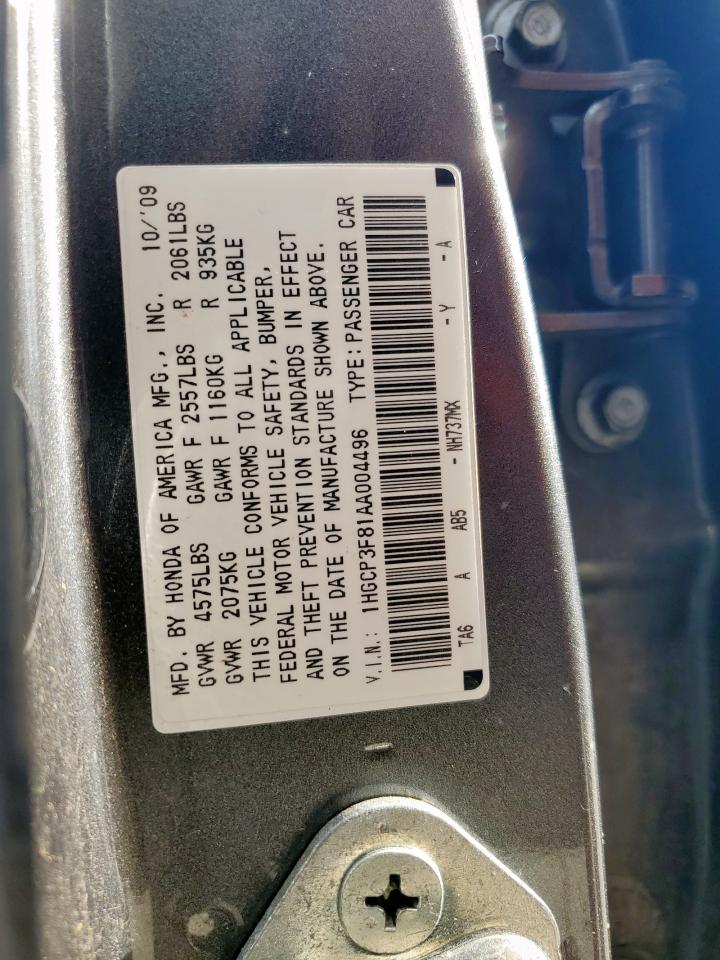 MFD. BY HONDA OF AMERICA MFG., INC. 10/'09
GVWR 4575LBS GAWR F 2557LBS R 2061LBS
GVWR 2075KG GAWR F 1160KG R 935KG
THIS VEHICLE CONFORMS TO ALL APPLICABLE
FEDERAL MOTOR VEHICLE SAFETY, BUMPER,
AND THEFT PREVENTION STANDARDS IN EFFECT
ON THE DATE OF MANUFACTURE SHOWN ABOVE.
V.I.N.: 1HGCP3F81AA004496 TYPE: PASSENGER CAR
TA6 A AB5 - NH737MX - Y - A